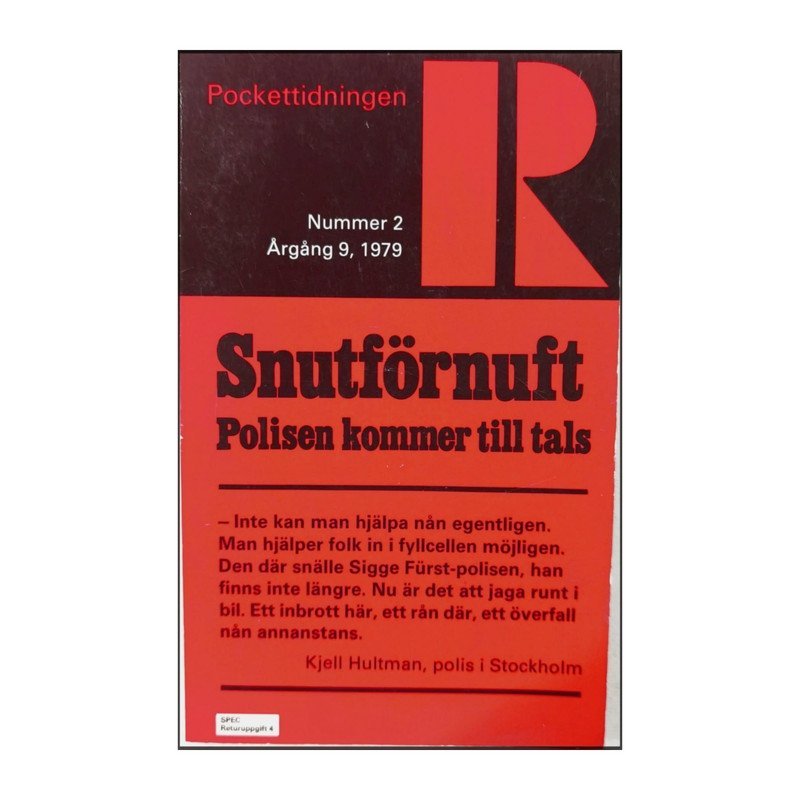 Pockettidningen
R
Nummer 2
Årgång 9, 1979
Snutförnuft
Polisen kommer till tals
– Inte kan man hjälpa nån egentligen.
Man hjälper folk in i fyllcellen möjligen.
Den där snälle Sigge Fürst-polisen, han
finns inte längre. Nu är det att jaga runt i
bil. Ett inbrott här, ett rån där, ett överfall
nån annanstans.
Kjell Hultman, polis i Stockholm
SPEC
Returuppgift 4